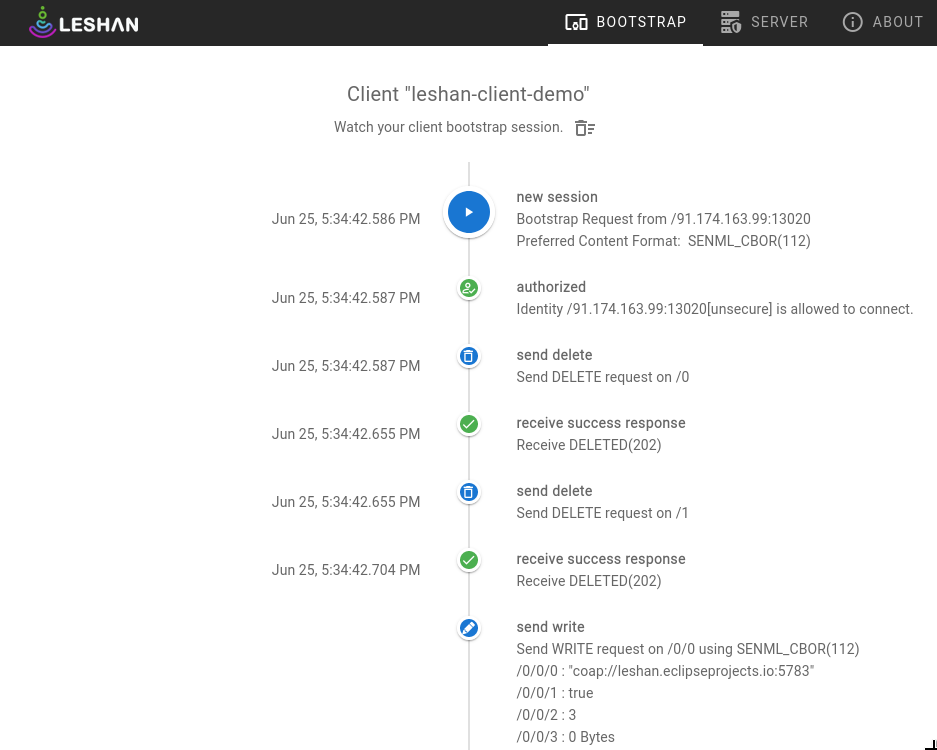 LESHAN
BOOTSTRAP
SERVER
ABOUT
Client "leshan-client-demo"
Watch your client bootstrap session.
new session
Jun 25, 5:34:42.586 PM
Bootstrap Request from /91.174.163.99:13020
Preferred Content Format:  SENML_CBOR(112)
authorized
Jun 25, 5:34:42.587 PM
Identity /91.174.163.99:13020[unsecure] is allowed to connect.
send delete
Jun 25, 5:34:42.587 PM
Send DELETE request on /0
receive success response
Jun 25, 5:34:42.655 PM
Receive DELETED(202)
send delete
Jun 25, 5:34:42.655 PM
Send DELETE request on /1
receive success response
Jun 25, 5:34:42.704 PM
Receive DELETED(202)
send write
Send WRITE request on /0/0 using SENML_CBOR(112)
/0/0/0 : "coap://leshan.eclipseprojects.io:5783"
/0/0/1 : true
/0/0/2 : 3
/0/0/3 : 0 Bytes